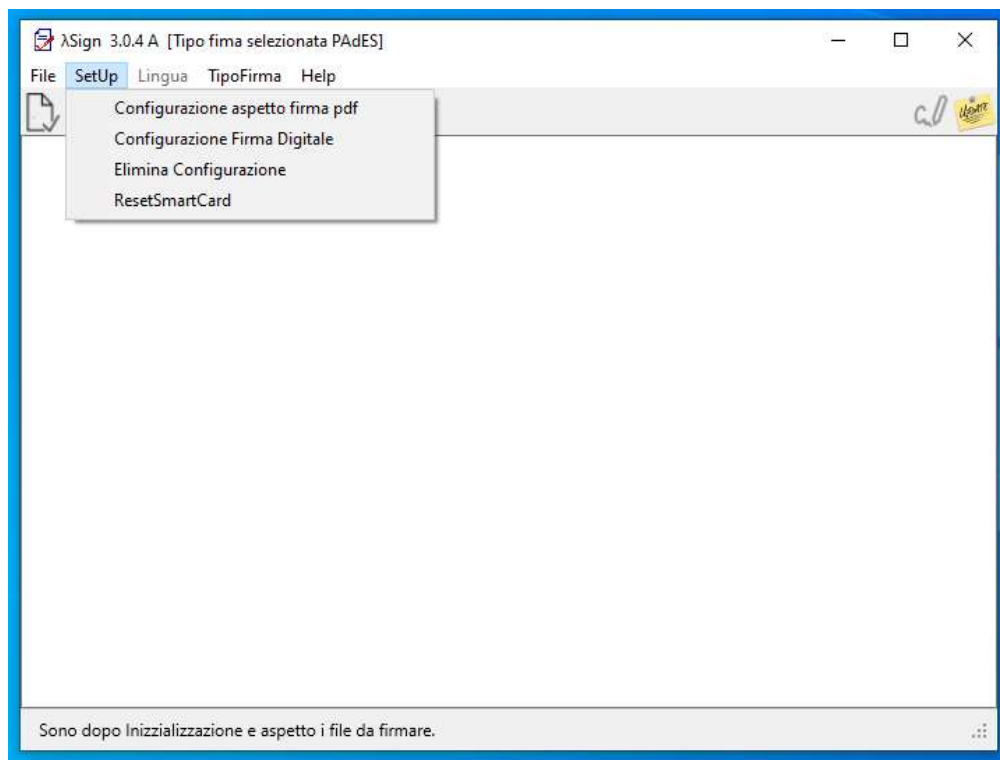 λSign 3.0.4 A [Tipo fima selezionata PAdES]
File SetUp Lingua TipoFirma Help
Configurazione aspetto firma pdf
Configurazione Firma Digitale
Elimina Configurazione
ResetSmartCard
UPDATE
Sono dopo Inizzializzazione e aspetto i file da firmare.